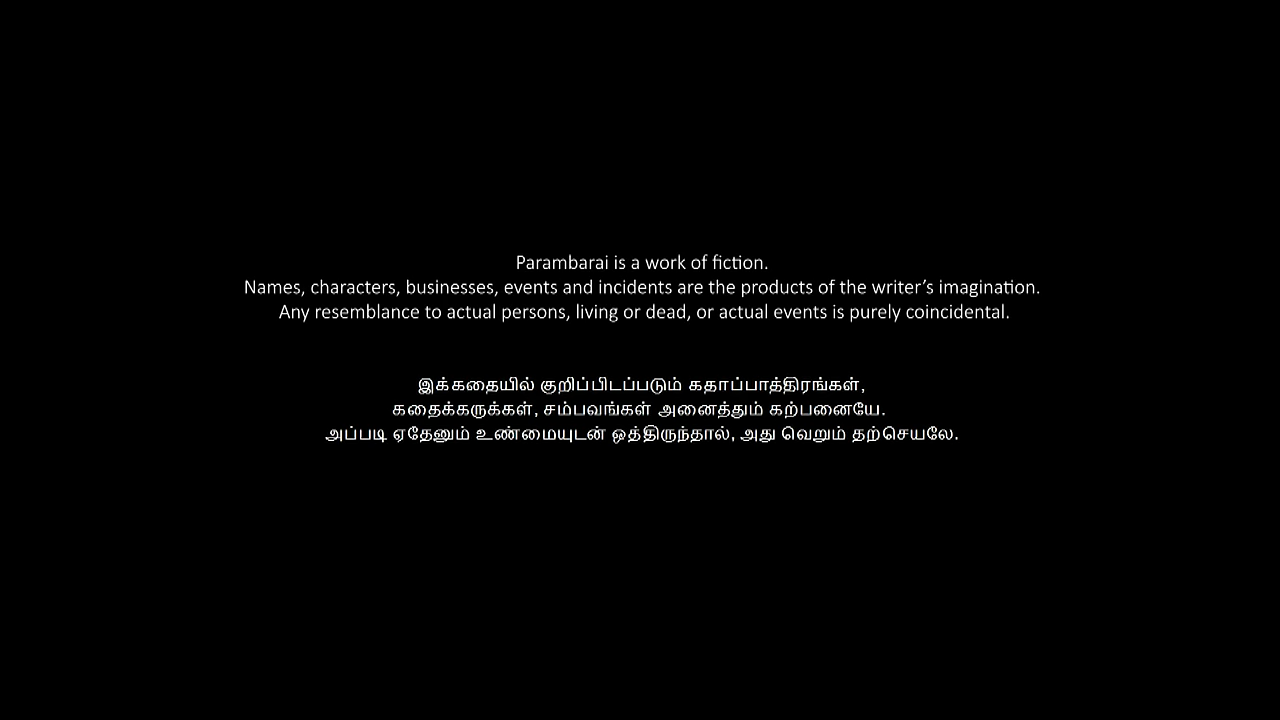 Parambarai is a work of fiction.
Names, characters, businesses, events and incidents are the products of the writer’s imagination.
Any resemblance to actual persons, living or dead, or actual events is purely coincidental.
இக்கதையில் குறிப்பிடப்படும் கதாப்பாத்திரங்கள்,
கதைக்கருக்கள், சம்பவங்கள் அனைத்தும் கற்பனையே.
அப்படி ஏதேனும் உண்மையுடன் ஒத்திருந்தால், அது வெறும் தற்செயலே.